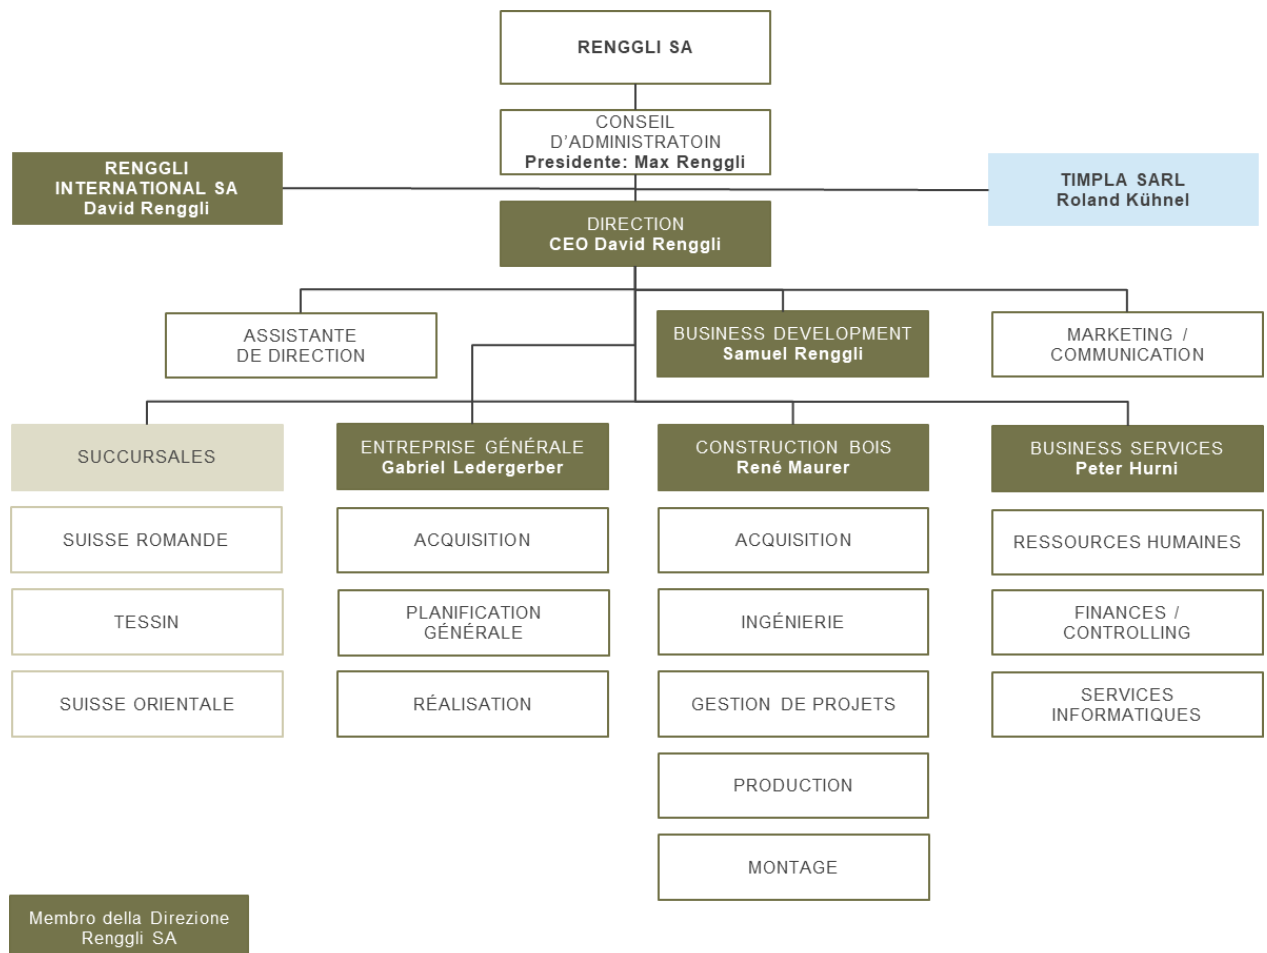 RENGGLI SA
CONSEIL
D'ADMINISTRATOIN
Presidente: Max Renggli
RENGGLI
INTERNATIONAL SA
David Renggli
TIMPLA SARL
Roland Kühnel
DIRECTION
CEO David Renggli
ASSISTANTE
DE DIRECTION
BUSINESS DEVELOPMENT
Samuel Renggli
MARKETING /
COMMUNICATION
SUCCURSALES
ENTREPRISE GÉNÉRALE
Gabriel Ledergerber
CONSTRUCTION BOIS
René Maurer
BUSINESS SERVICES
Peter Hurni
SUISSE ROMANDE
ACQUISITION
ACQUISITION
RESSOURCES HUMAINES
TESSIN
PLANIFICATION
GÉNÉRALE
INGÉNIERIE
FINANCES /
CONTROLLING
SUISSE ORIENTALE
RÉALISATION
GESTION DE PROJETS
SERVICES
INFORMATIQUES
PRODUCTION
MONTAGE
Membro della Direzione
Renggli SA